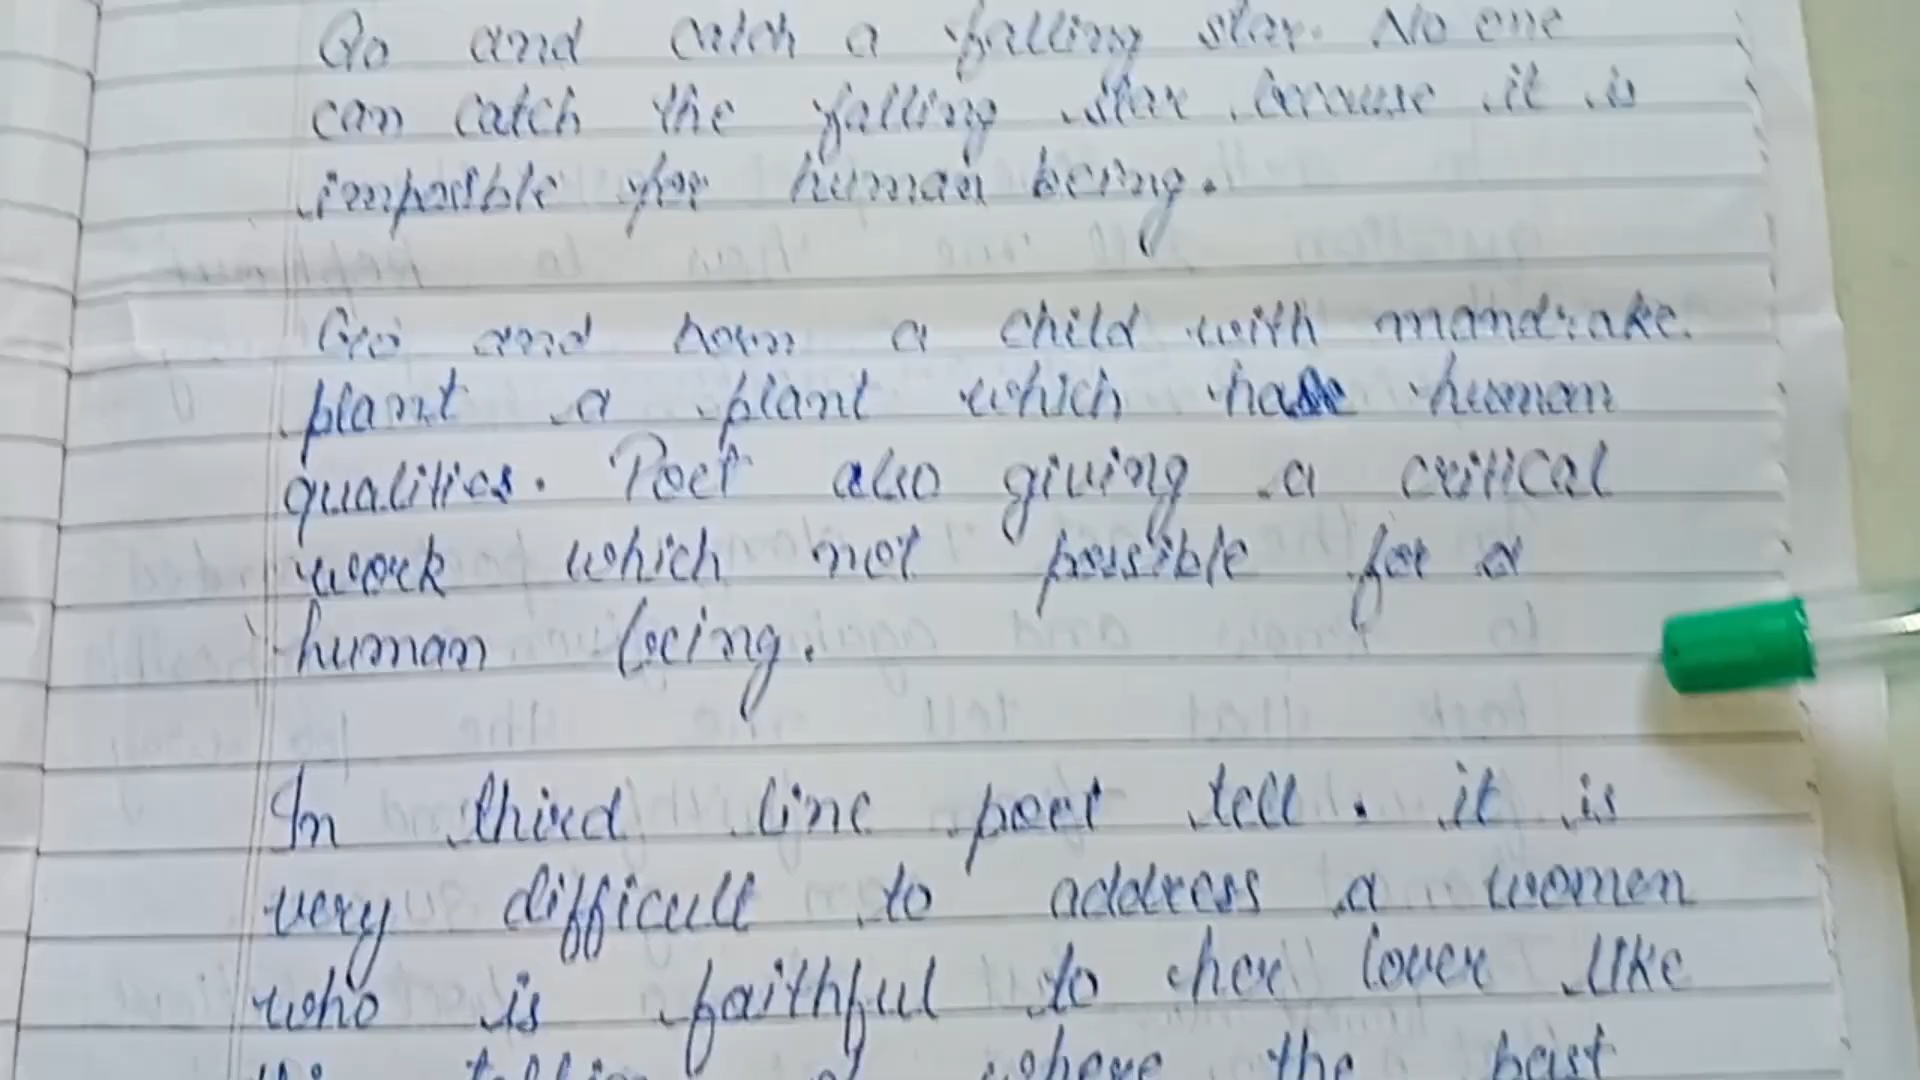 Go and catch a falling star. No one
can catch the falling star because it is
impossible for human being.
Go and born a child with mandrake.
plant a plant which has human
qualities. Poet also giving a critical
work which not possible for a
human being.
In third line poet tell . it is
very difficult to address a women
who is faithful to her lover like
where the